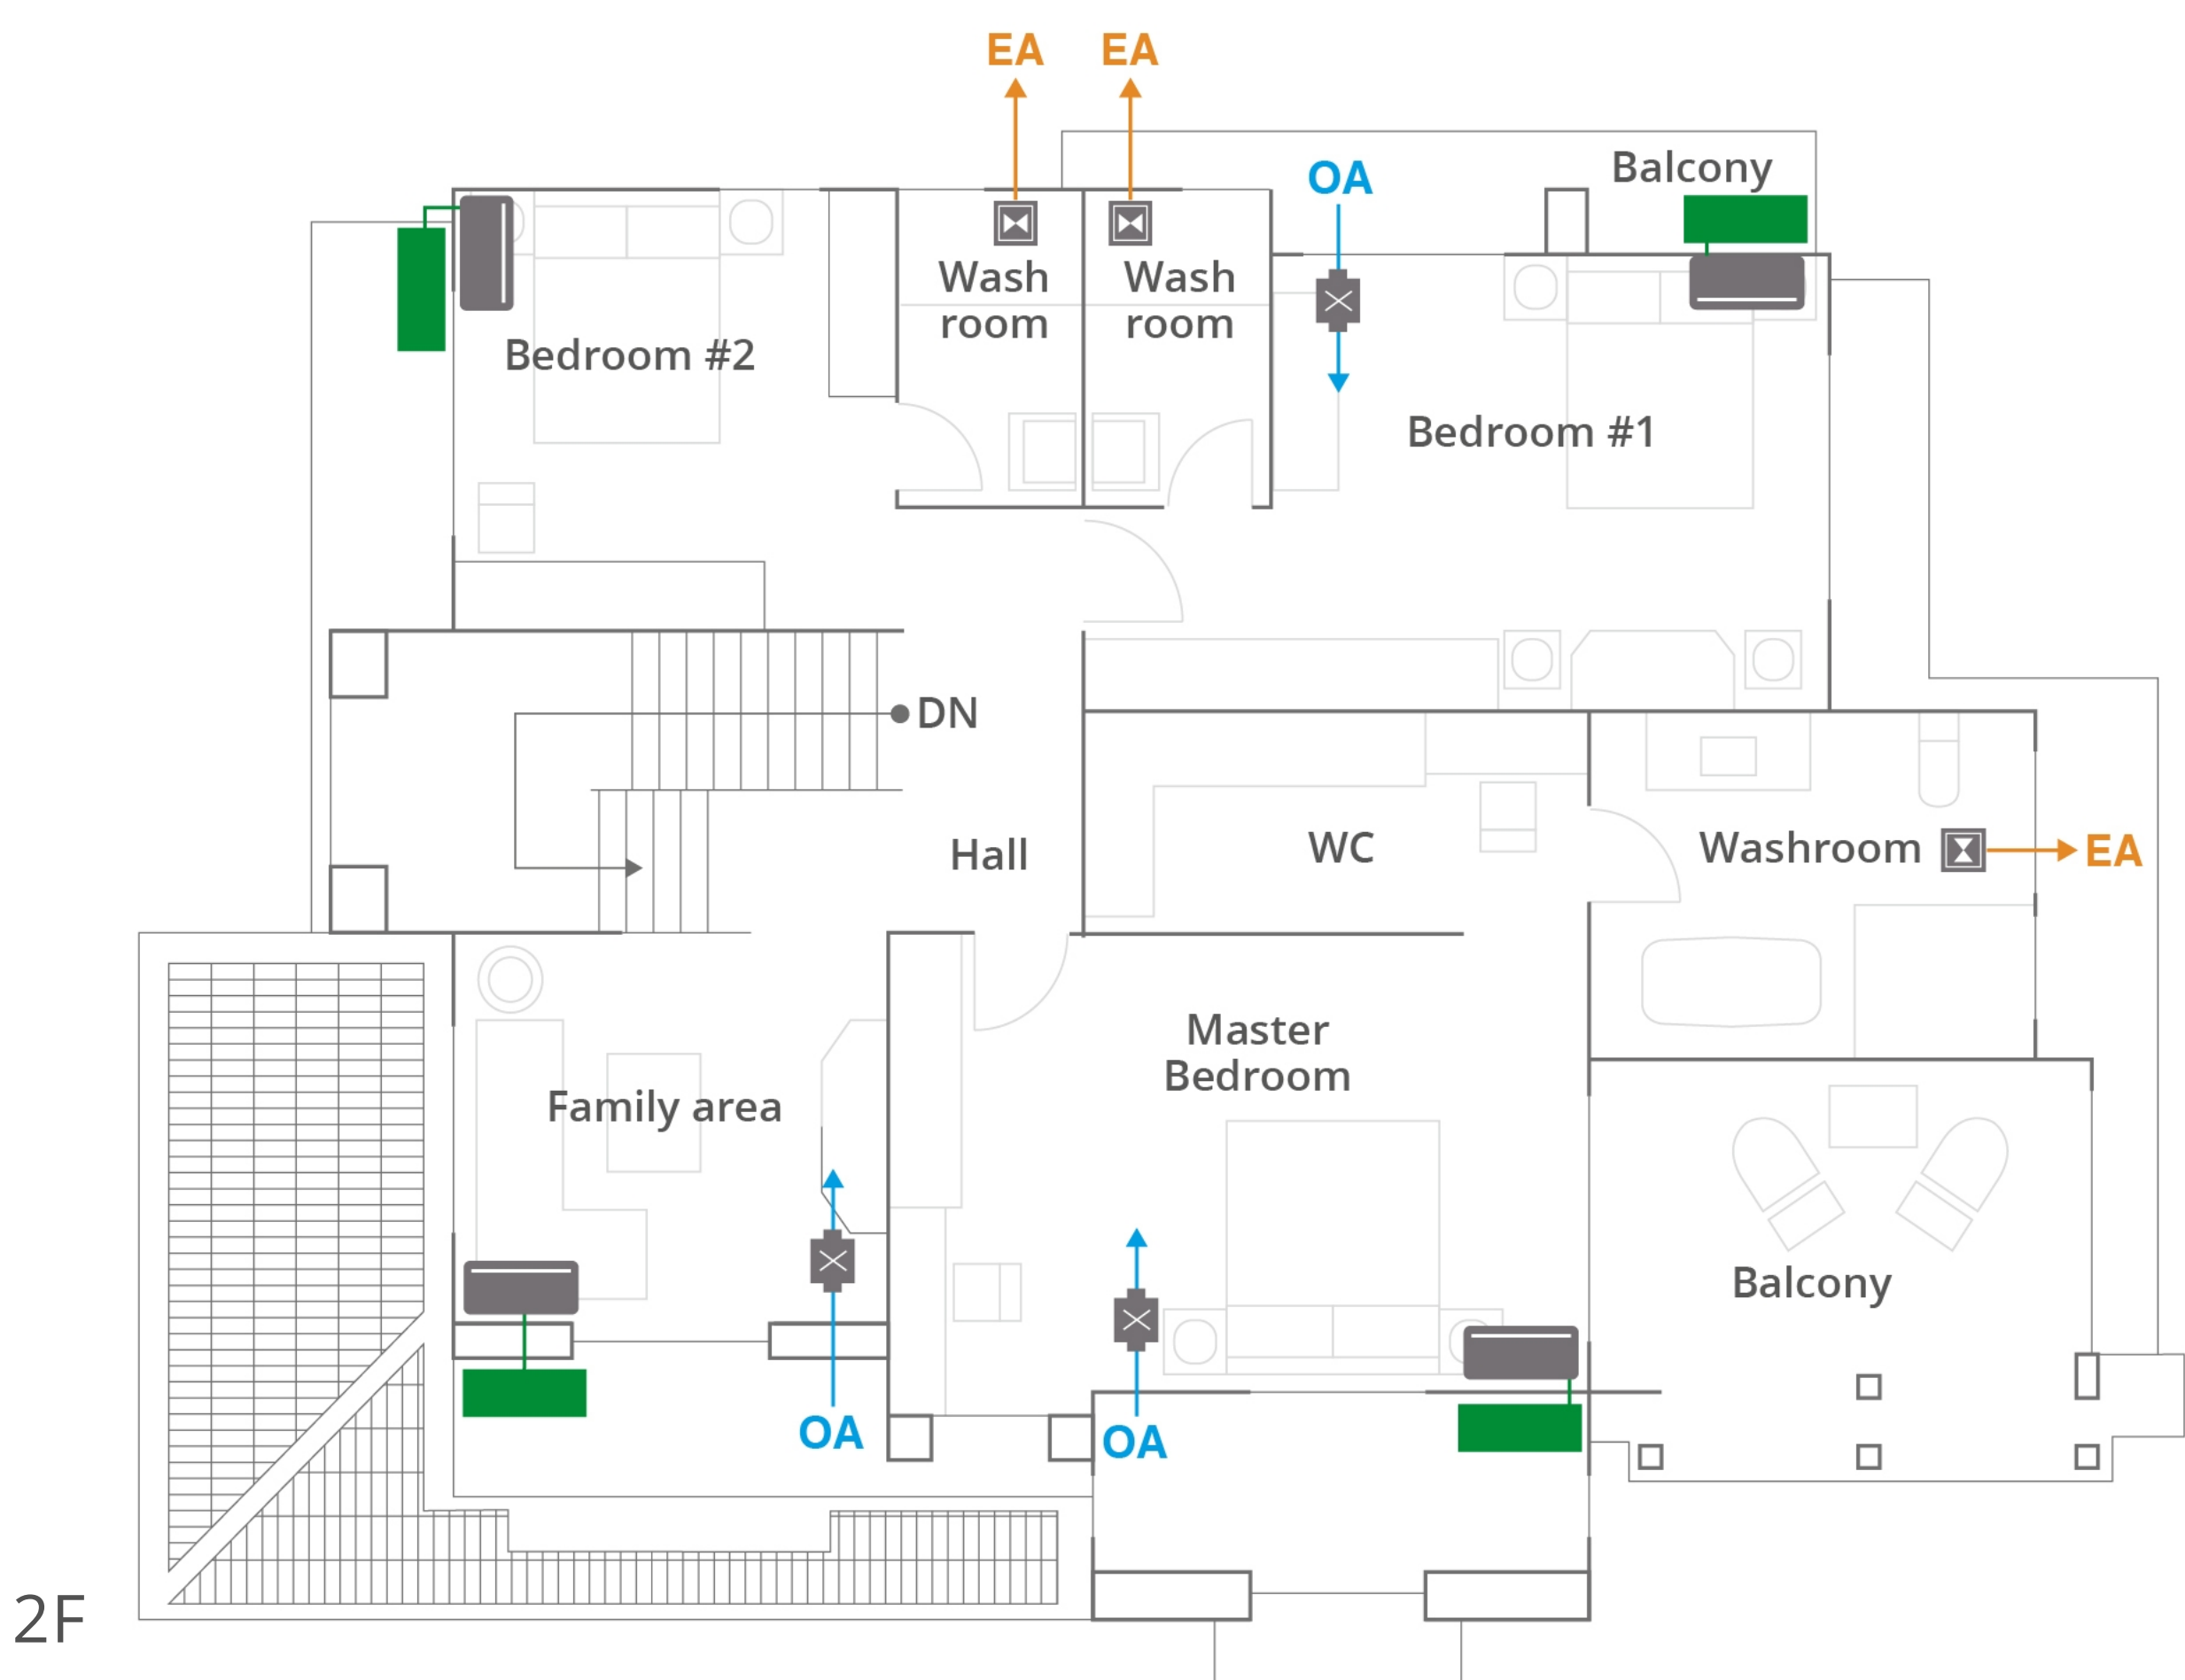 EA
EA
OA
Balcony
Wash
room
Wash
room
Bedroom #2
Bedroom #1
DN
Hall
WC
Washroom
EA
Master
Bedroom
Family area
Balcony
OA
OA
2F